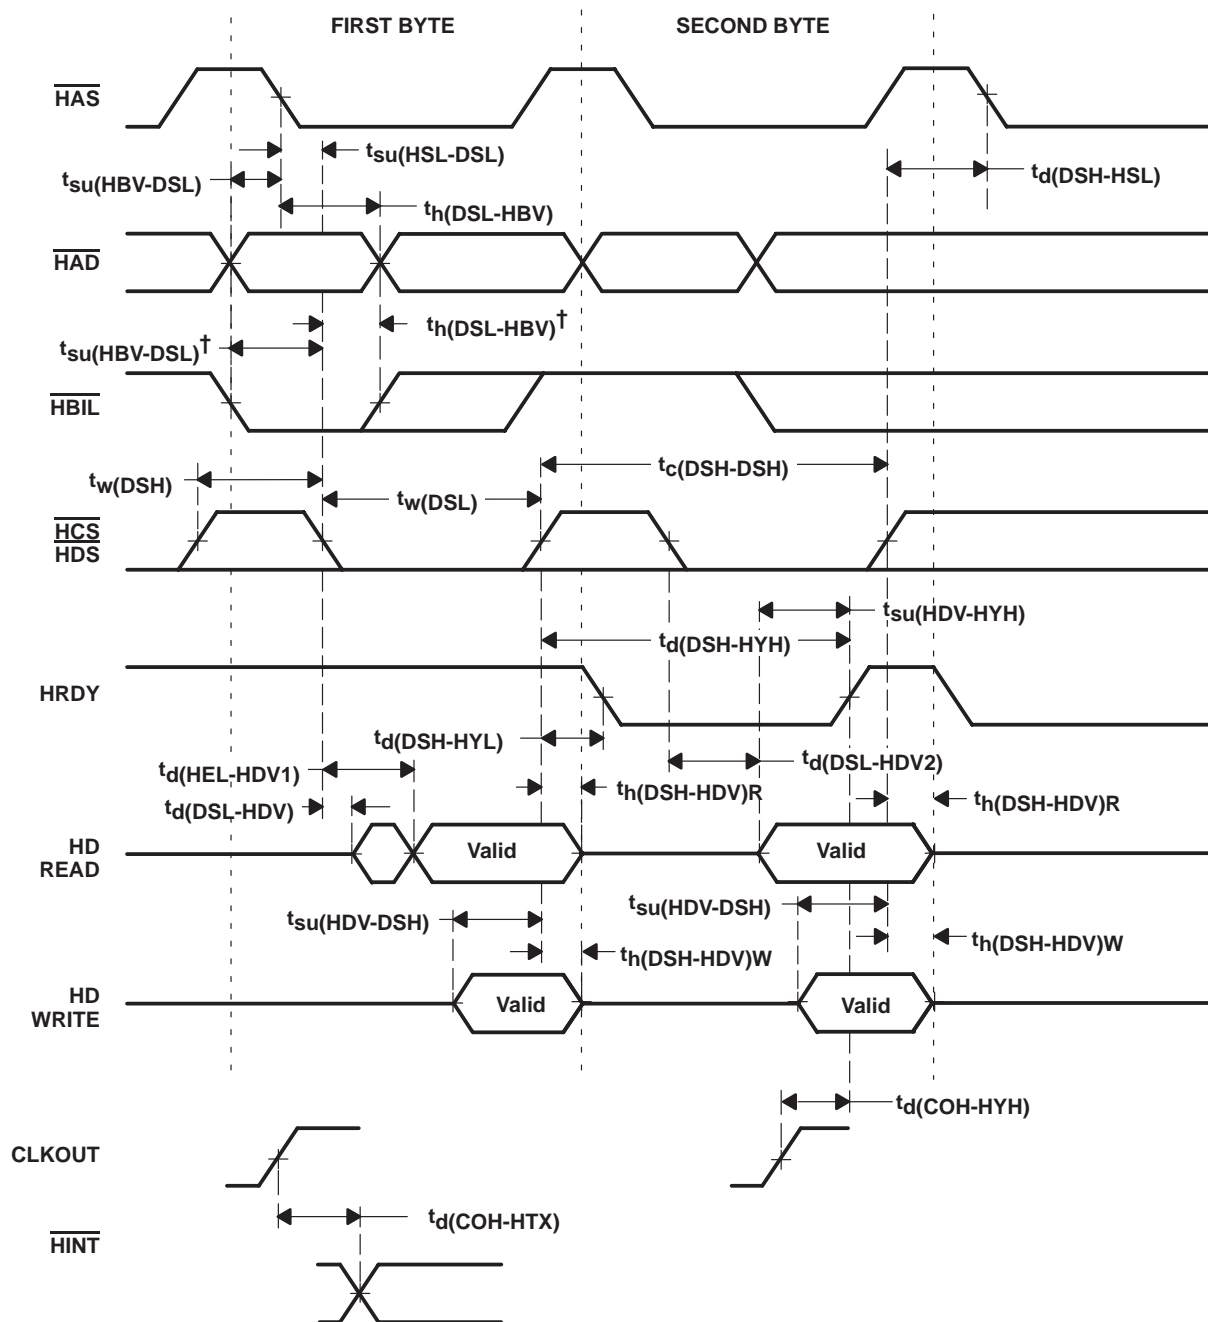 FIRST BYTE SECOND BYTE
HAS
tsu(HSL-DSL)
tsu(HBV-DSL)
td(DSH-HSL)
th(DSL-HBV)
HAD
th(DSL-HBV)†
tsu(HBV-DSL)†
HBIL
tc(DSH-DSH)
tw(DSH)
tw(DSL)
HCS
HDS
tsu(HDV-HYH)
td(DSH-HYH)
HRDY
td(DSH-HYL)
td(DSL-HDV2)
td(HEL-HDV1)
th(DSH-HDV)R
th(DSH-HDV)R
td(DSL-HDV)
HD
READ
Valid
Valid
tsu(HDV-DSH)
tsu(HDV-DSH)
th(DSH-HDV)W
th(DSH-HDV)W
HD
WRITE
Valid
Valid
td(COH-HYH)
CLKOUT
td(COH-HTX)
HINT